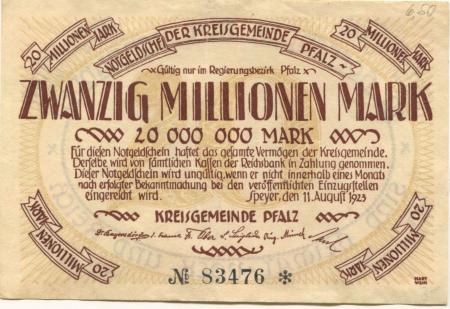 6.50
20 MILLIONEN MARK
NOTGELDSCHEIN DER KREISGEMEINDE PFALZ
20 MILLIONEN MARK
Gültig nur im Regierungsbezirk Pfalz
ZWANZIG MILLIONEN MARK
20 000 000 MARK
Für diesen Notgeldschein haftet das gesamte Vermögen der Kreisgemeinde.
Derselbe wird von sämtlichen Kassen der Reichsbank in Zahlung genommen.
Dieser Notgeldschein wird ungültig, wenn er nicht innerhalb eines Monats
nach erfolgter Bekanntmachung bei den veröffentlichten Einzugsstellen
eingereicht wird. Speyer, den 11. August 1923
KREISGEMEINDE PFALZ
20 MILLIONEN MARK
20 MILLIONEN MARK
№ 83476 *